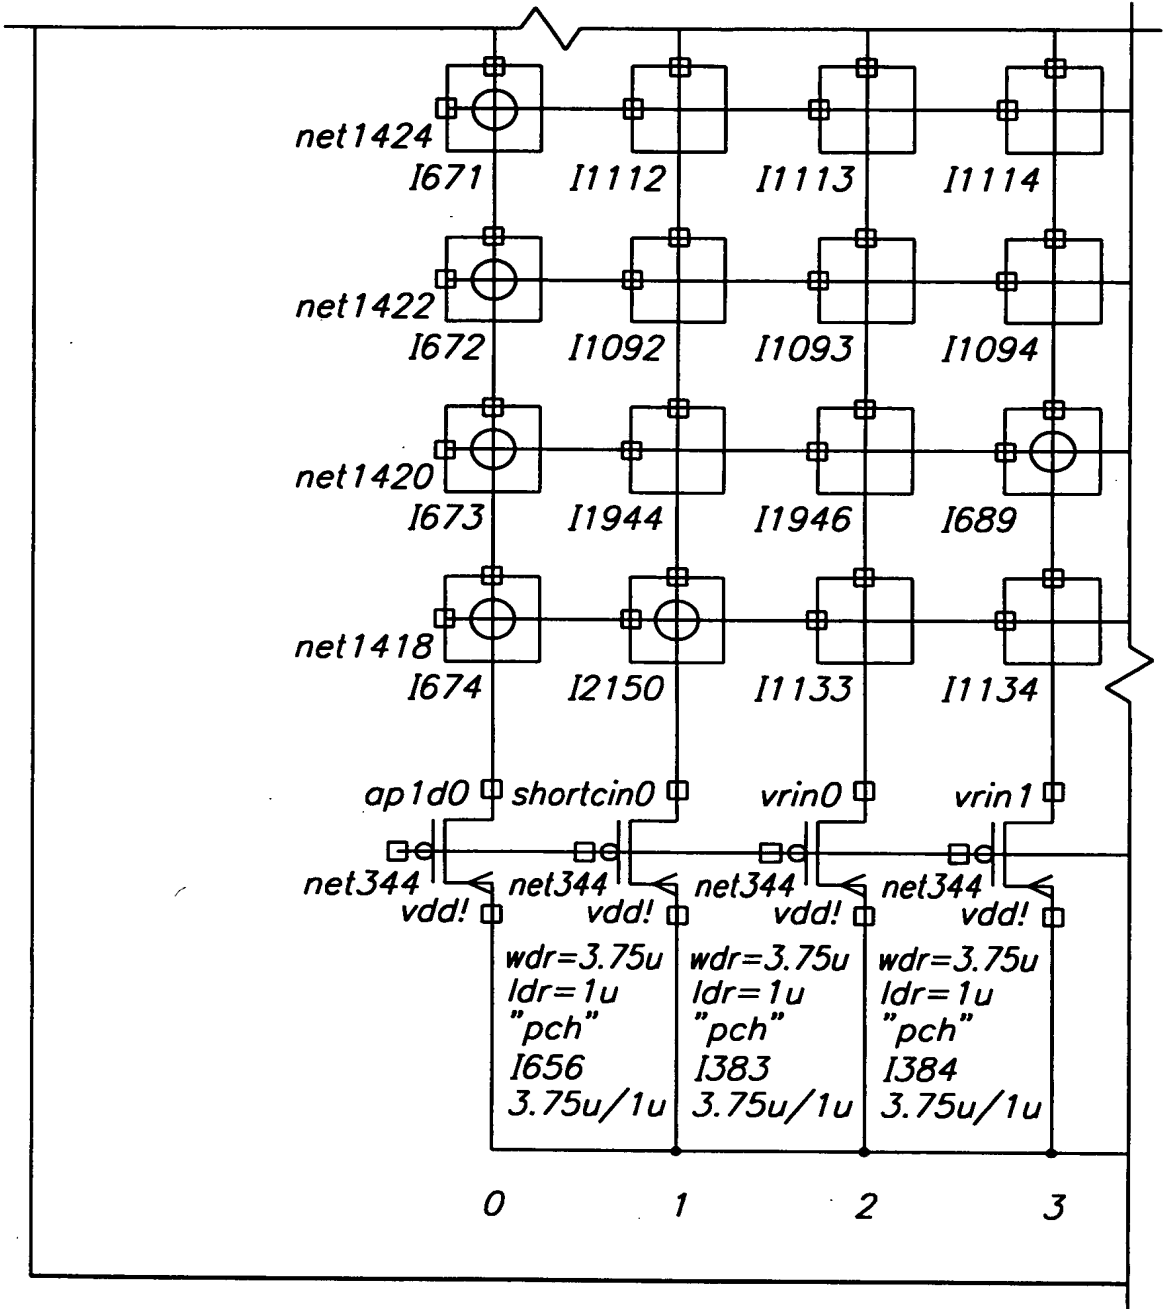 net1424
I671 I1112 I1113 I1114
net1422
I672 I1092 I1093 I1094
net1420
I673 I1944 I1946 I689
net1418
I674 I2150 I1133 I1134
ap1d0 shortcin0 vrin0 vrin1
net344 net344 net344 net344
vdd! vdd! vdd! vdd!
wdr=3.75u wdr=3.75u wdr=3.75u
ldr=1u ldr=1u ldr=1u
"pch" "pch" "pch"
I656 I383 I384
3.75u/1u 3.75u/1u 3.75u/1u
0 1 2 3